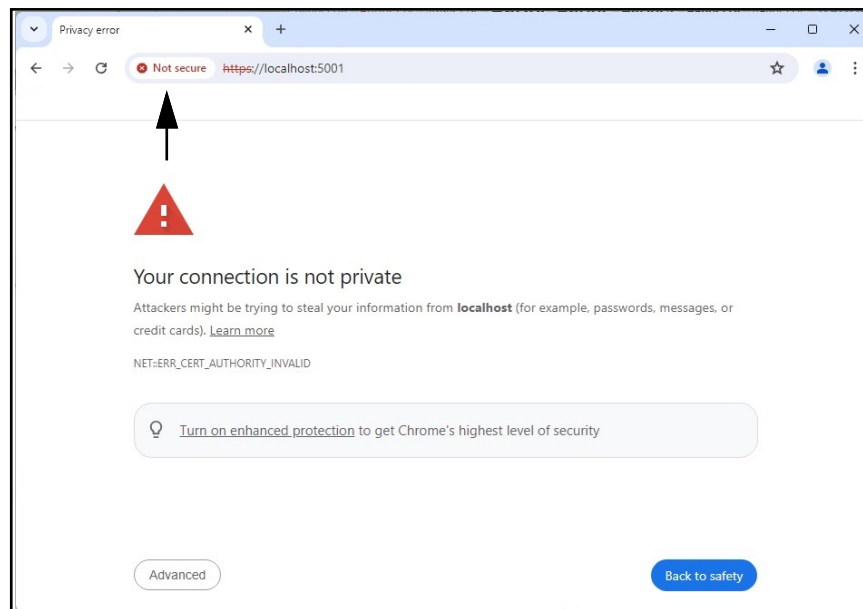 Privacy error
Not secure https://localhost:5001
Your connection is not private
Attackers might be trying to steal your information from localhost (for example, passwords, messages, or
credit cards). Learn more
NET::ERR_CERT_AUTHORITY_INVALID
Turn on enhanced protection to get Chrome's highest level of security
Advanced
Back to safety